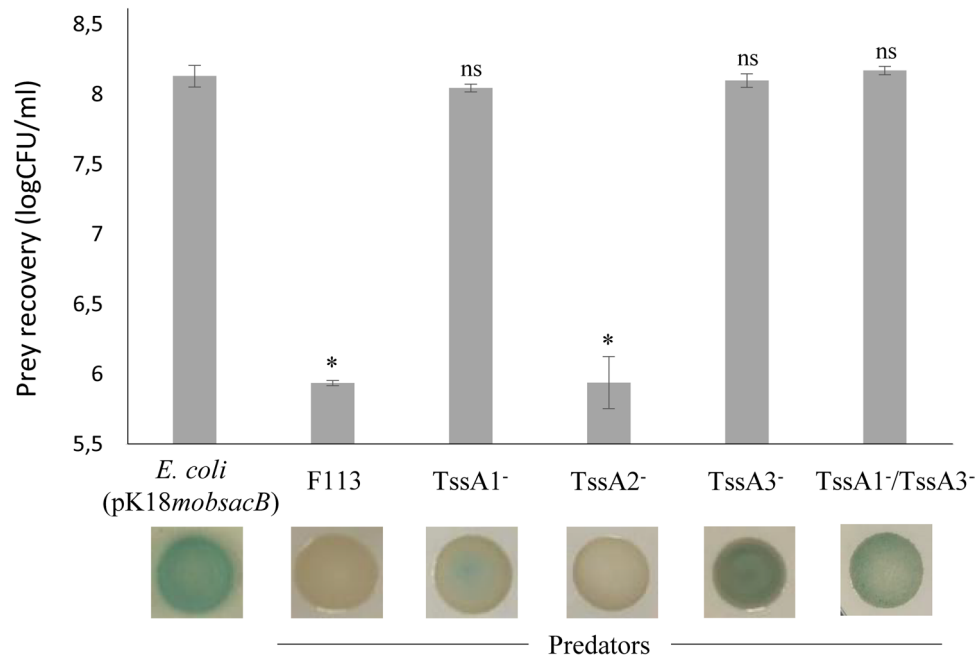 Prey recovery (logCFU/ml)
8,5
8
7,5
7
6,5
6
5,5
*
ns
*
ns
ns
E. coli
(pK18mobsacB)
F113
TssA1-
TssA2-
TssA3-
TssA1-/TssA3-
Predators